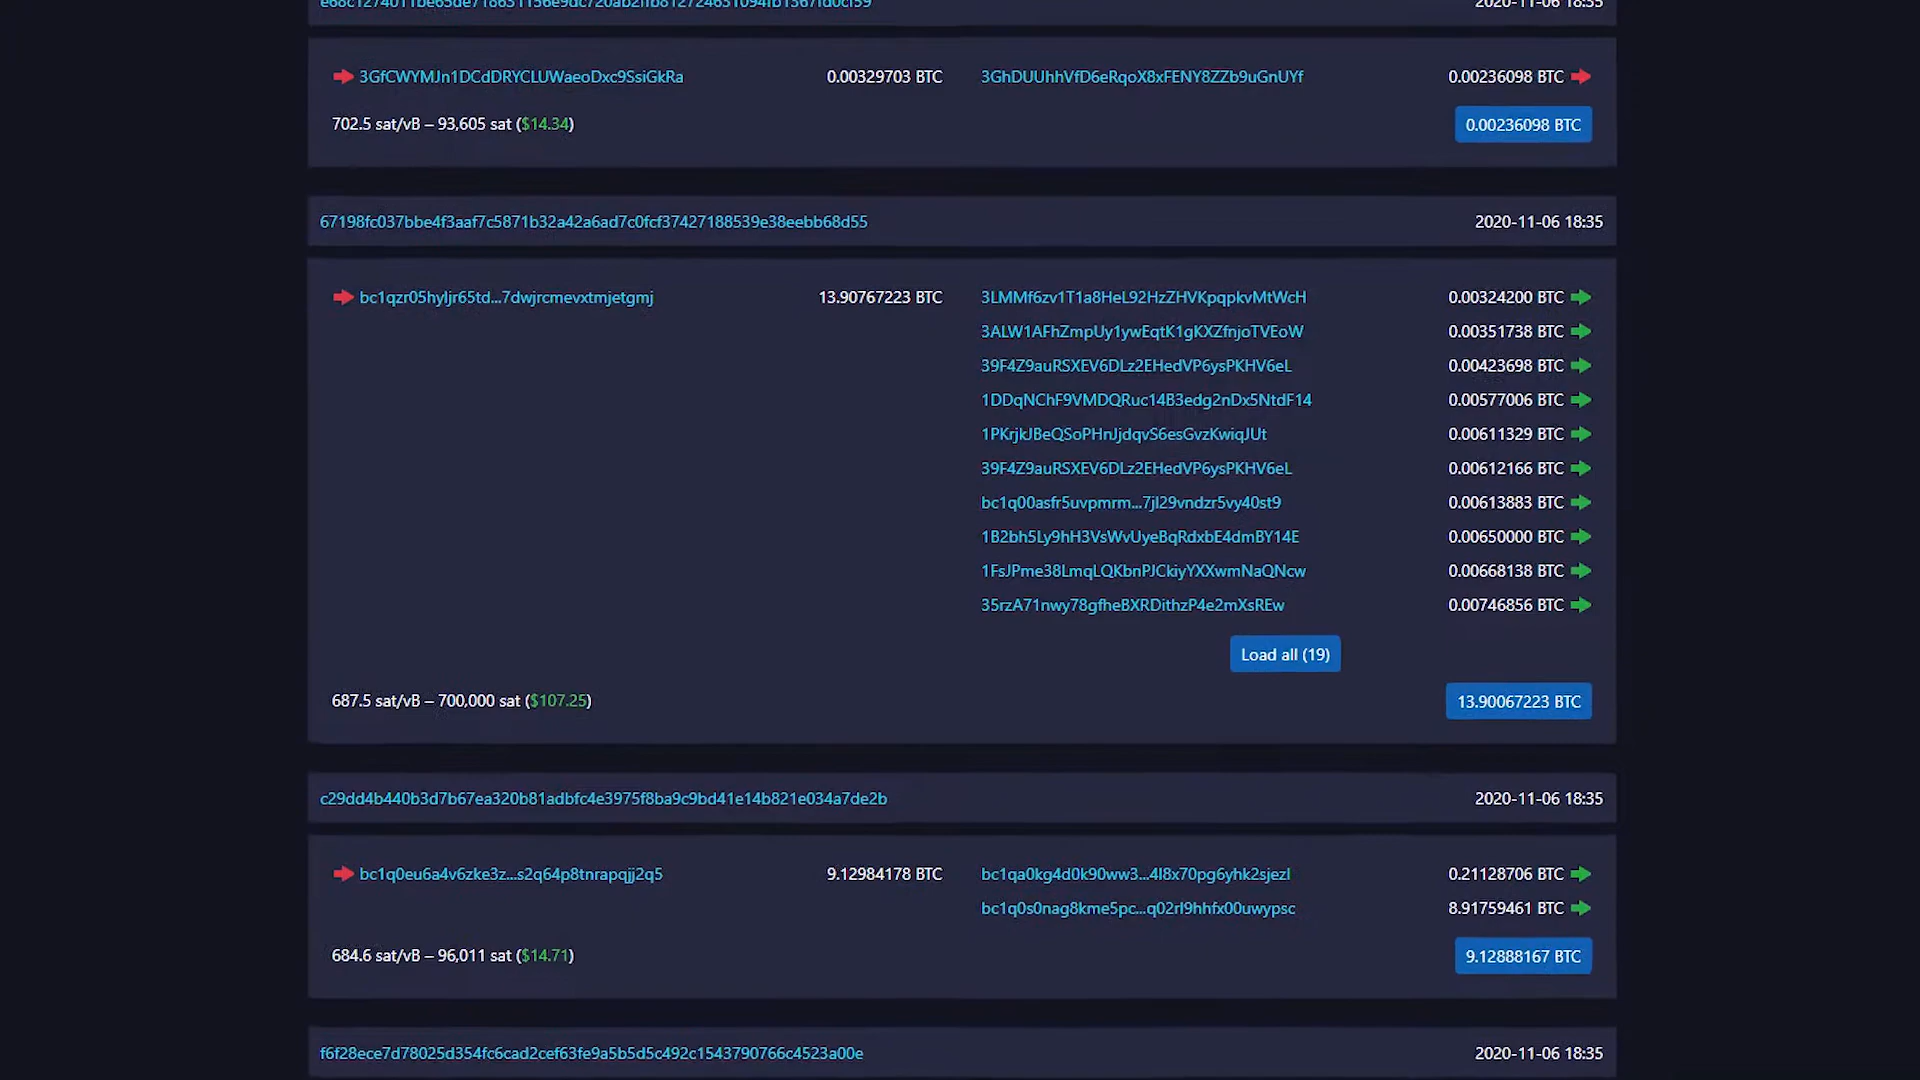 2020-11-06 18:35
3GfCWYMJn1DCdDRYCLUWaeoDxc9SsiGkRa 0.00329703 BTC 3GhDUUhhVfD6eRqoX8xFENY8ZZb9uGnUYf 0.00236098 BTC
702.5 sat/vB – 93,605 sat ($14.34) 0.00236098 BTC
67198fc037bbe4f3aaf7c5871b32a42a6ad7c0fcf37427188539e38eebb68d55 2020-11-06 18:35
bc1qzr05hyljr65td...7dwjrcmevxtmjetgmj 13.90767223 BTC 3LMMf6zv1T1a8HeL92HzZHVKpqpkvMtWcH 0.00324200 BTC
3ALW1AFhZmpUy1ywEqtK1gKXZfnjoTVEoW 0.00351738 BTC
39F4Z9auRSXEV6DLz2EHedVP6ysPKHV6eL 0.00423698 BTC
1DDqNChF9VMDQRuc14B3edg2nDx5NtdF14 0.00577006 BTC
1PKrjkJBeQSoPHnJjdqvS6esGvzKwiqJUt 0.00611329 BTC
39F4Z9auRSXEV6DLz2EHedVP6ysPKHV6eL 0.00612166 BTC
bc1q00asfr5uvpmrm...7jl29vndzr5vy40st9 0.00613883 BTC
1B2bh5Ly9hH3VsWvUyeBqRdxbE4dmBY14E 0.00650000 BTC
1FsJPme38LmqLQKbnPJCkiyYXXwmNaQNcw 0.00668138 BTC
35rzA71nwy78gfheBXRDithzP4e2mXsREw 0.00746856 BTC
Load all (19)
687.5 sat/vB – 700,000 sat ($107.25) 13.90067223 BTC
c29dd4b440b3d7b67ea320b81adbfc4e3975f8ba9c9bd41e14b821e034a7de2b 2020-11-06 18:35
bc1q0eu6a4v6zke3z...s2q64p8tnrapqjj2q5 9.12984178 BTC bc1qa0kg4d0k90ww3...4l8x70pg6yhk2sjezl 0.21128706 BTC
bc1q0s0nag8kme5pc...q02rl9hhfx00uwypsc 8.91759461 BTC
684.6 sat/vB – 96,011 sat ($14.71) 9.12888167 BTC
f6f28ece7d78025d354fc6cad2cef63fe9a5b5d5c492c1543790766c4523a00e 2020-11-06 18:35